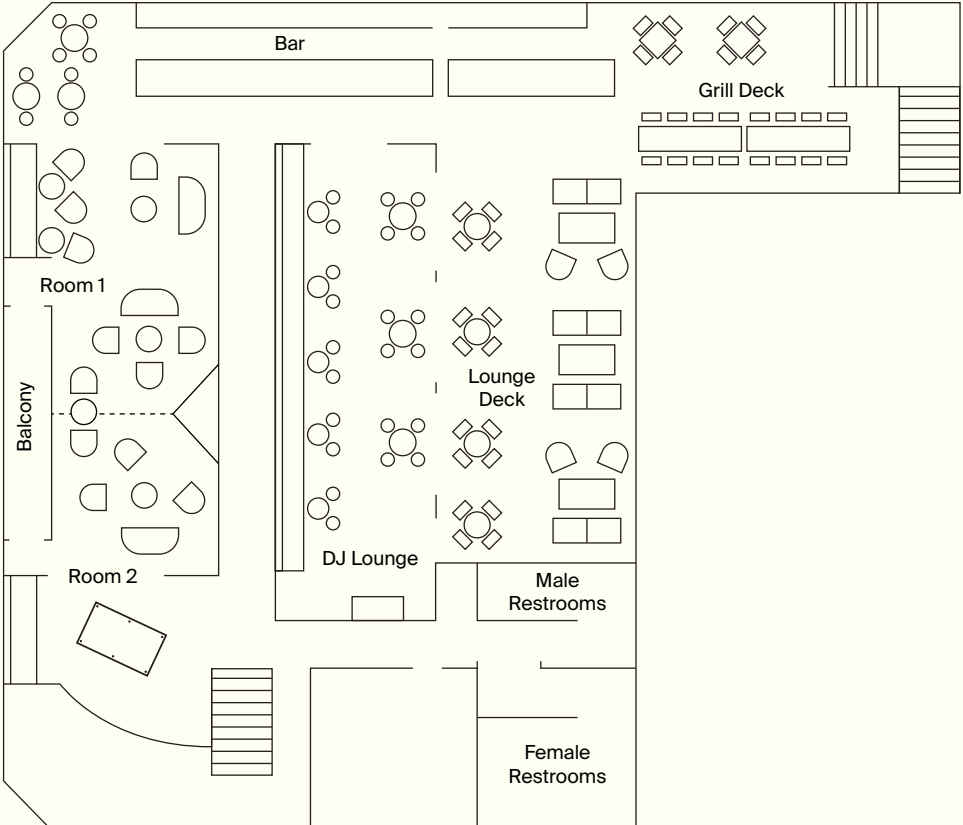 Bar
Grill Deck
Room 1
Balcony
Lounge
Deck
DJ Lounge
Room 2
Male
Restrooms
Female
Restrooms